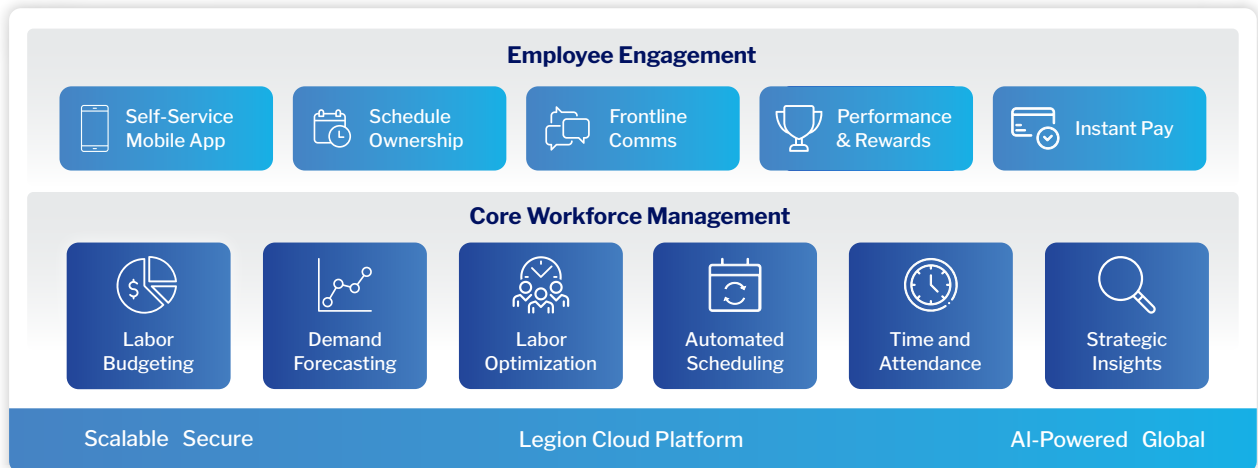 Employee Engagement
Self-Service
Mobile App
Schedule
Ownership
Frontline
Comms
Performance
& Rewards
Instant Pay
Core Workforce Management
$
Labor
Budgeting
Demand
Forecasting
Labor
Optimization
Automated
Scheduling
Time and
Attendance
Strategic
Insights
Scalable Secure
Legion Cloud Platform
AI-Powered Global